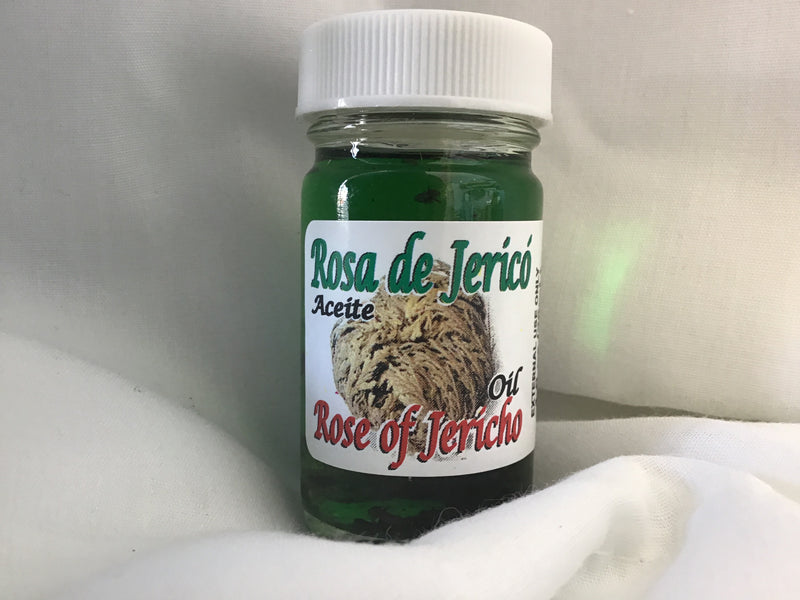 Rosa de Jericó
Aceite
Oil
Rose of Jericho
EXTERNAL USE ONLY